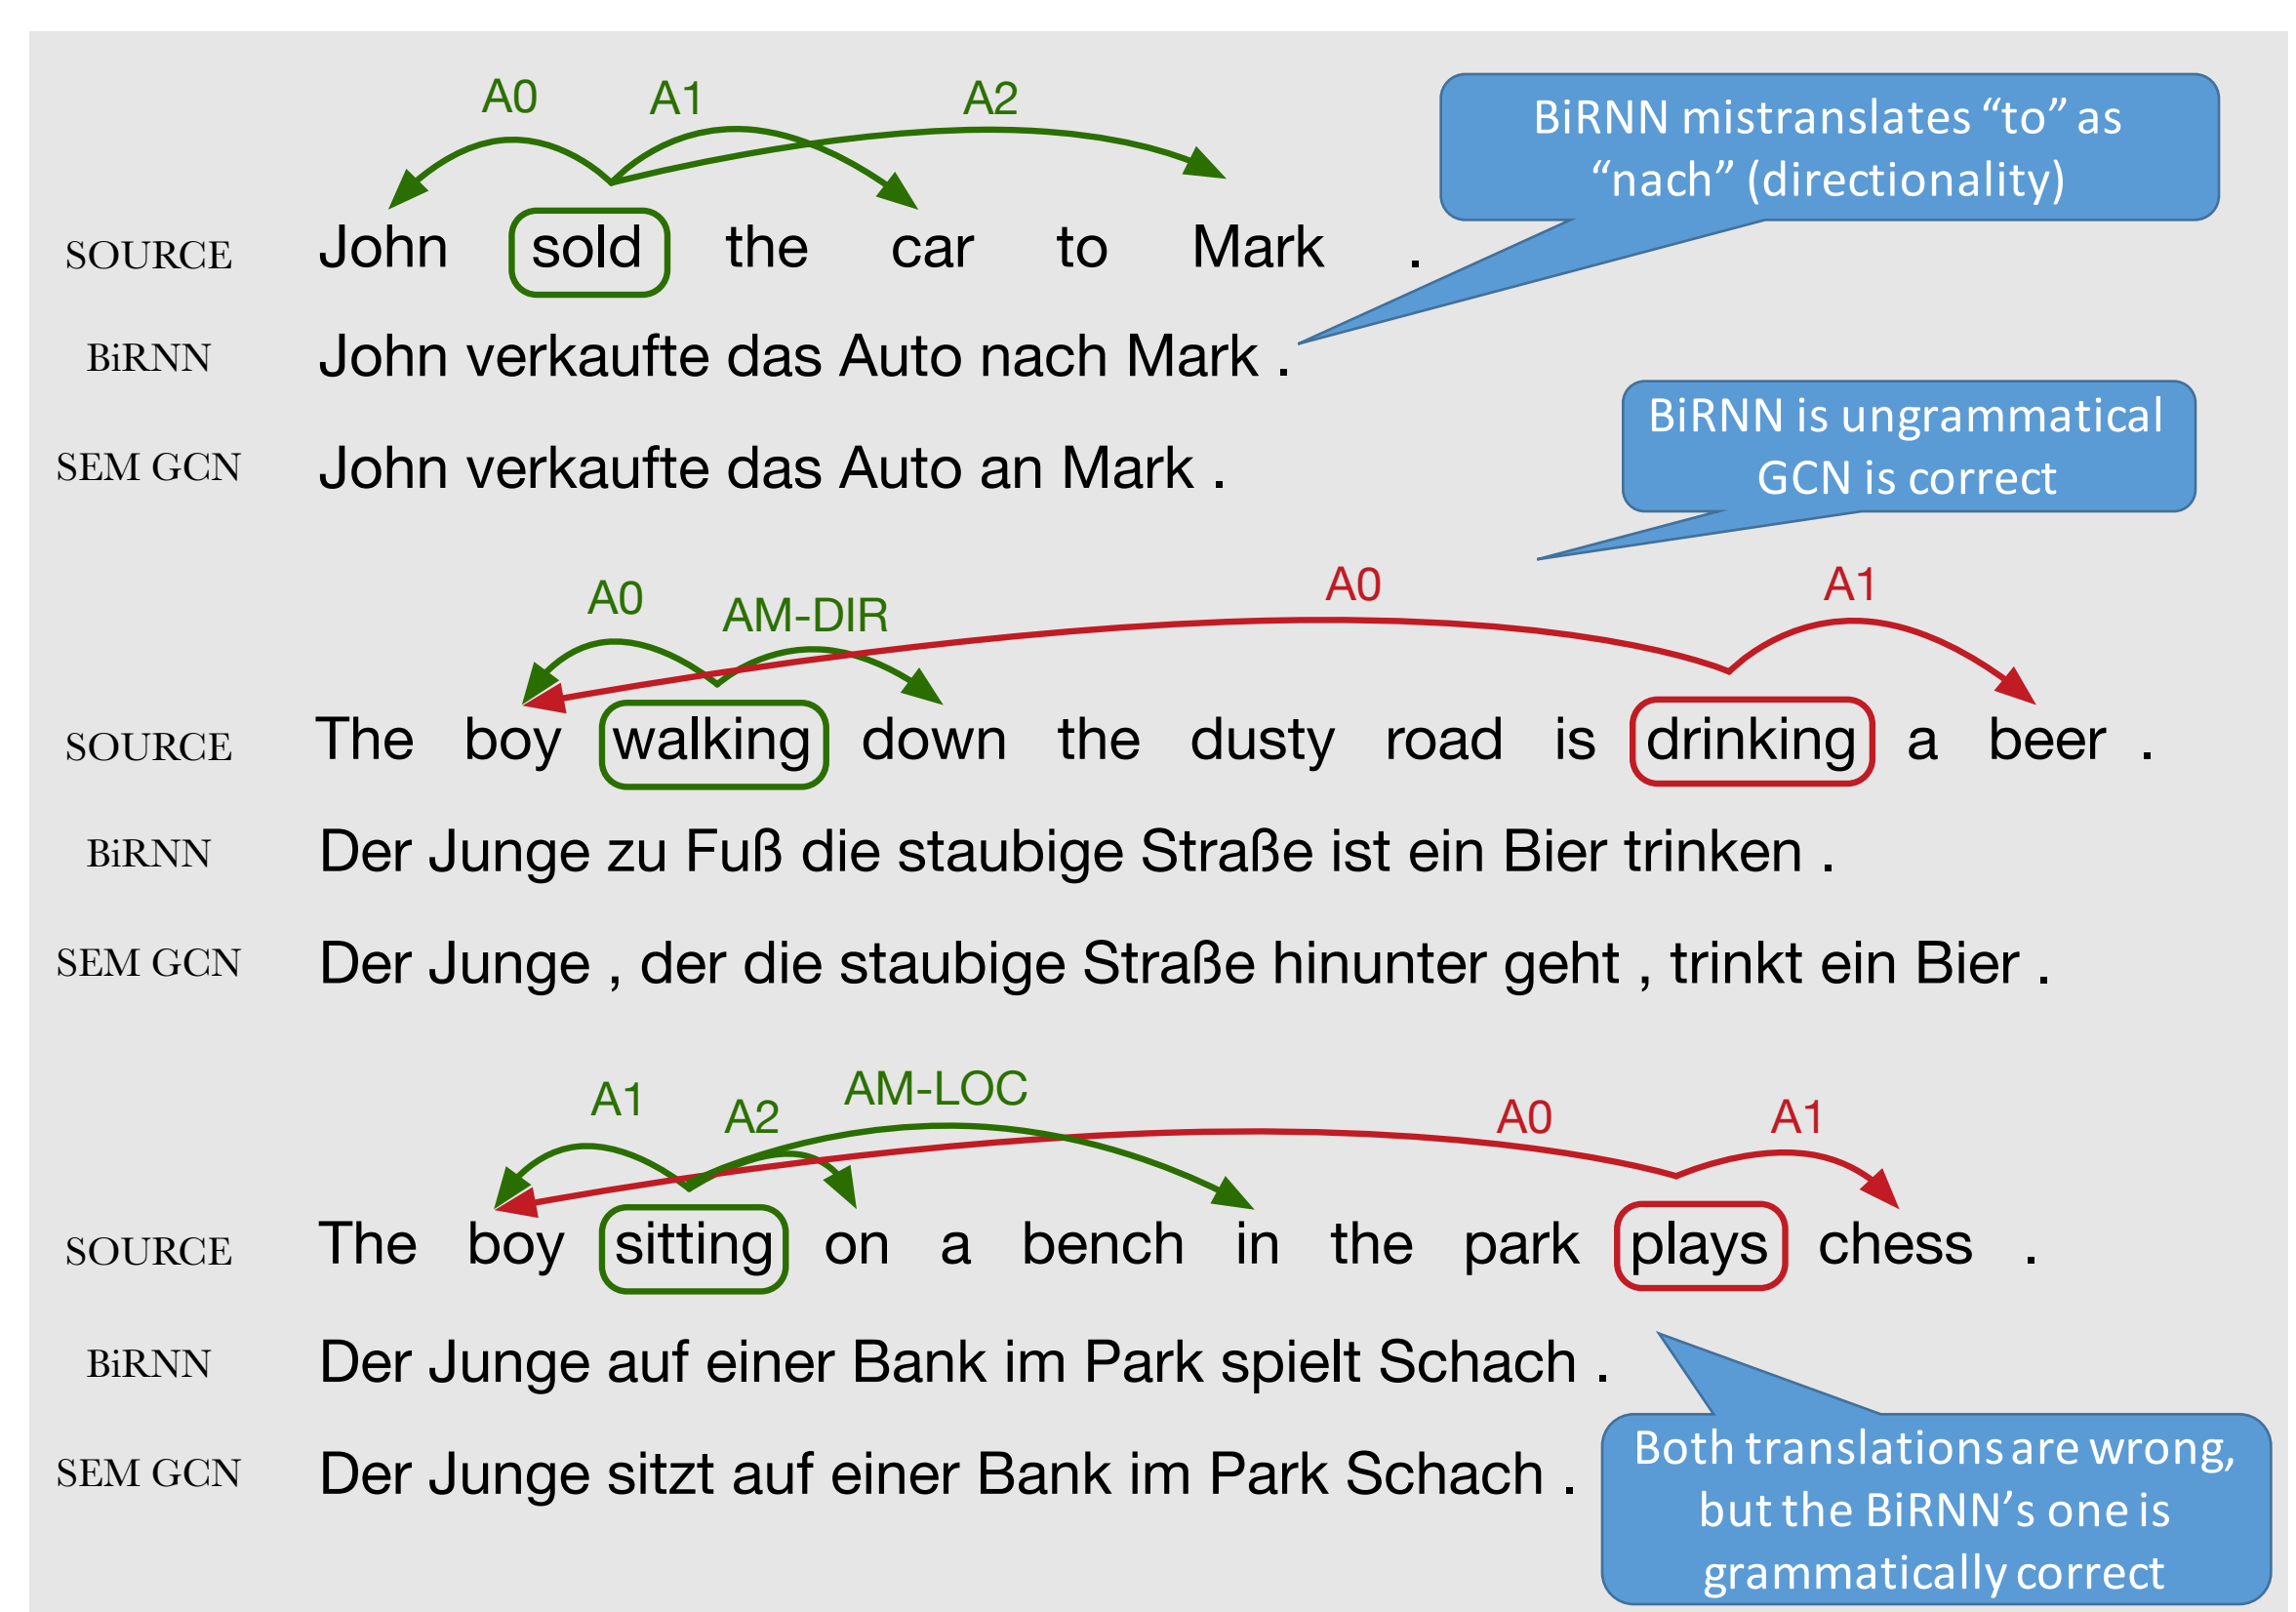 A0 A1 A2
BiRNN mistranslates “to” as
“nach” (directionality)
SOURCE John sold the car to Mark .
BiRNN John verkaufte das Auto nach Mark .
SEM GCN John verkaufte das Auto an Mark .
BiRNN is ungrammatical
GCN is correct
A0 AM-DIR A0 A1
SOURCE The boy walking down the dusty road is drinking a beer .
BiRNN Der Junge zu Fuß die staubige Straße ist ein Bier trinken .
SEM GCN Der Junge , der die staubige Straße hinunter geht , trinkt ein Bier .
A1 A2 AM-LOC A0 A1
SOURCE The boy sitting on a bench in the park plays chess .
BiRNN Der Junge auf einer Bank im Park spielt Schach .
SEM GCN Der Junge sitzt auf einer Bank im Park Schach .
Both translations are wrong,
but the BiRNN’s one is
grammatically correct